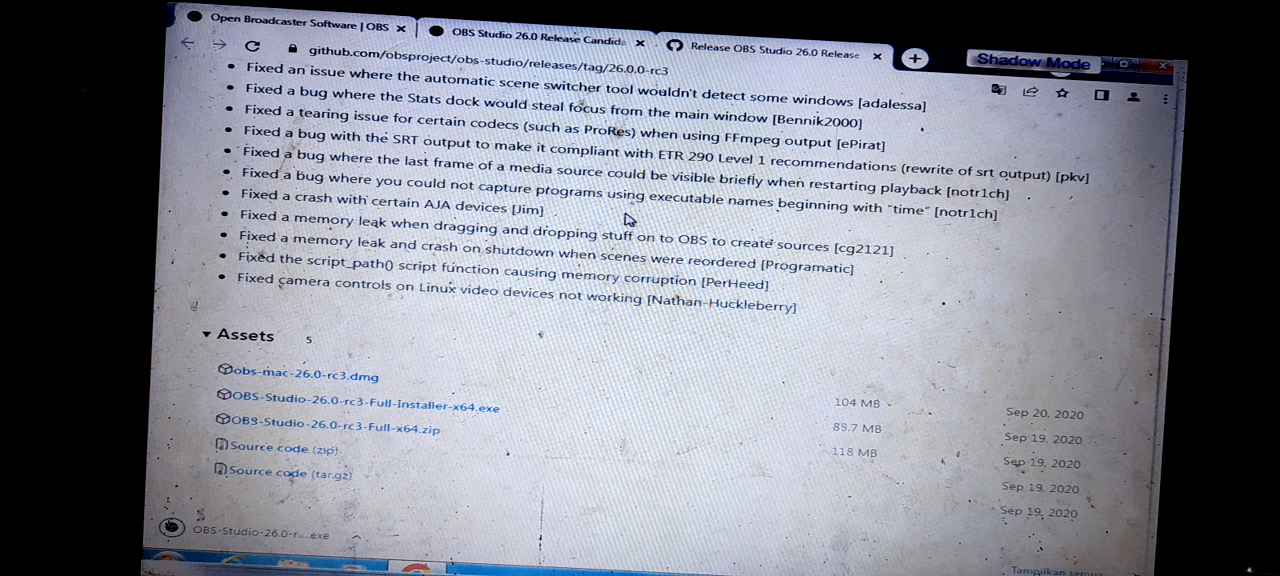 Open Broadcaster Software | OBS
OBS Studio 26.0 Release Candid
Release OBS Studio 26.0 Release
Shadow Mode
github.com/obsproject/obs-studio/releases/tag/26.0.0-rc3
• Fixed an issue where the automatic scene switcher tool wouldn't detect some windows [adalessa]
• Fixed a bug where the Stats dock would steal focus from the main window [Bennik2000]
• Fixed a tearing issue for certain codecs (such as ProRes) when using FFmpeg output [ePirat]
• Fixed a bug with the SRT output to make it compliant with ETR 290 Level 1 recommendations (rewrite of srt output) [pkv]
• Fixed a bug where the last frame of a media source could be visible briefly when restarting playback [notr1ch]
• Fixed a bug where you could not capture programs using executable names beginning with "time" [notr1ch]
• Fixed a crash with certain AJA devices [Jim]
• Fixed a memory leak when dragging and dropping stuff on to OBS to create sources [cg2121]
• Fixed a memory leak and crash on shutdown when scenes were reordered [Programatic]
• Fixed the script_path() script function causing memory corruption [PerHeed]
• Fixed camera controls on Linux video devices not working [Nathan-Huckleberry]
Assets 5
obs-mac-26.0-rc3.dmg 104 MB Sep 20, 2020
OBS-Studio-26.0-rc3-Full-Installer-x64.exe 85.7 MB Sep 19, 2020
OBS-Studio-26.0-rc3-Full-x64.zip 118 MB Sep 19, 2020
Source code (zip) Sep 19, 2020
Source code (tar.gz) Sep 19, 2020
OBS-Studio-26.0-r....exe
Tampilkan semua